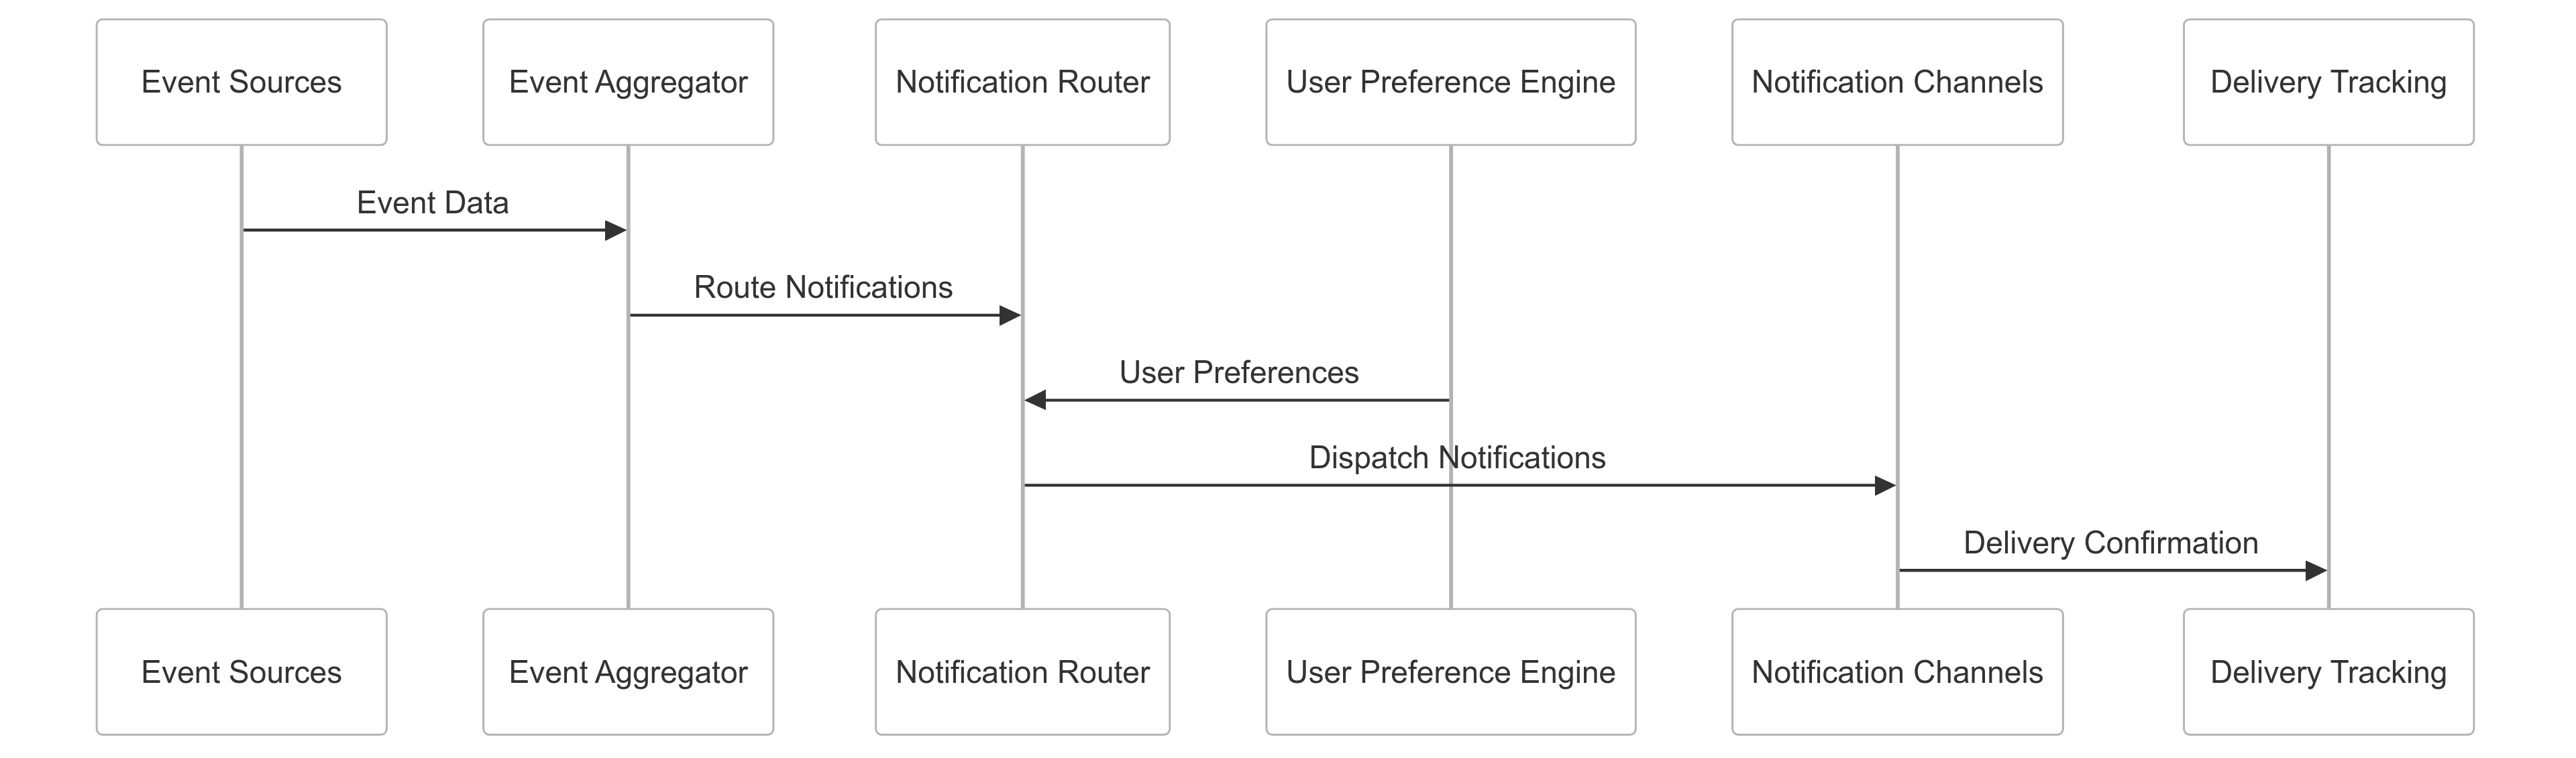 Event Sources
Event Aggregator
Notification Router
User Preference Engine
Notification Channels
Delivery Tracking
Event Data
Route Notifications
User Preferences
Dispatch Notifications
Delivery Confirmation
Event Sources
Event Aggregator
Notification Router
User Preference Engine
Notification Channels
Delivery Tracking